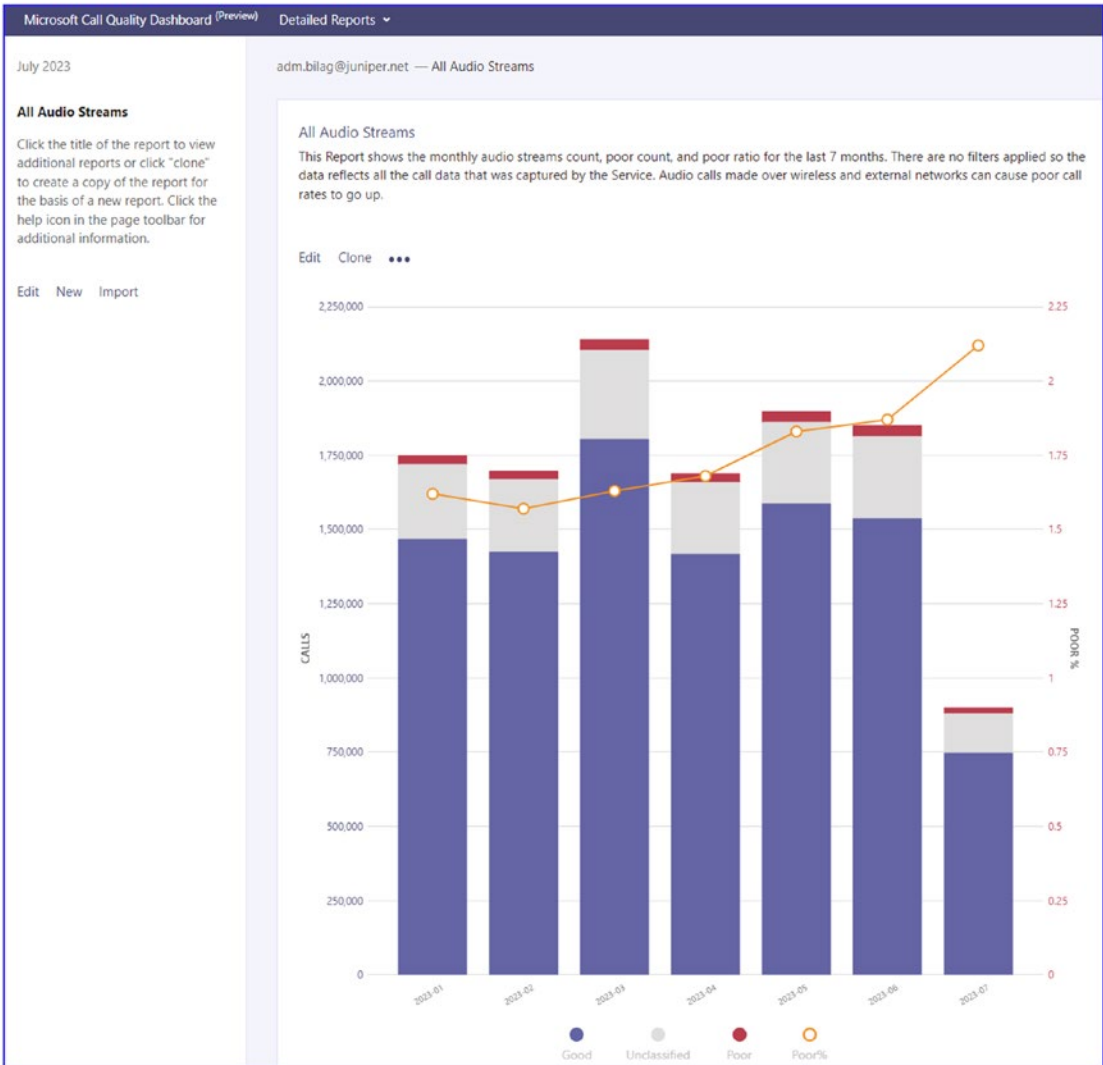 Microsoft Call Quality Dashboard (Preview) Detailed Reports
July 2023
All Audio Streams
Click the title of the report to view
additional reports or click "clone"
to create a copy of the report for
the basis of a new report. Click the
help icon in the page toolbar for
additional information.
Edit New Import
adm.bilag@juniper.net — All Audio Streams
All Audio Streams
This Report shows the monthly audio streams count, poor count, and poor ratio for the last 7 months. There are no filters applied so the
data reflects all the call data that was captured by the Service. Audio calls made over wireless and external networks can cause poor call
rates to go up.
Edit Clone •••
2,250,000 2.25
2,000,000 2
1,750,000 1.75
1,500,000 1.5
1,250,000 1.25
CALLS POOR %
1,000,000 1
750,000 0.75
500,000 0.5
250,000 0.25
0 0
2023-01 2023-02 2023-03 2023-04 2023-05 2023-06 2023-07
Good Unclassified Poor Poor%